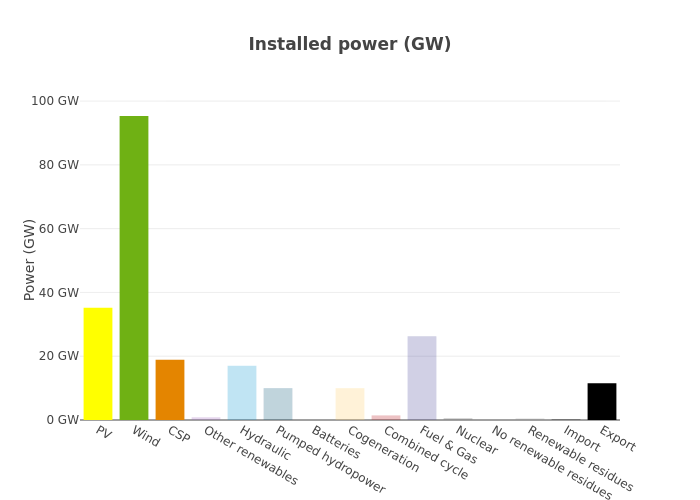 Installed power (GW)
Power (GW)
100 GW
80 GW
60 GW
40 GW
20 GW
0 GW
PV
Wind
CSP
Other renewables
Hydraulic
Pumped hydropower
Batteries
Cogeneration
Combined cycle
Fuel & Gas
Nuclear
No renewable residues
Renewable residues
Import
Export